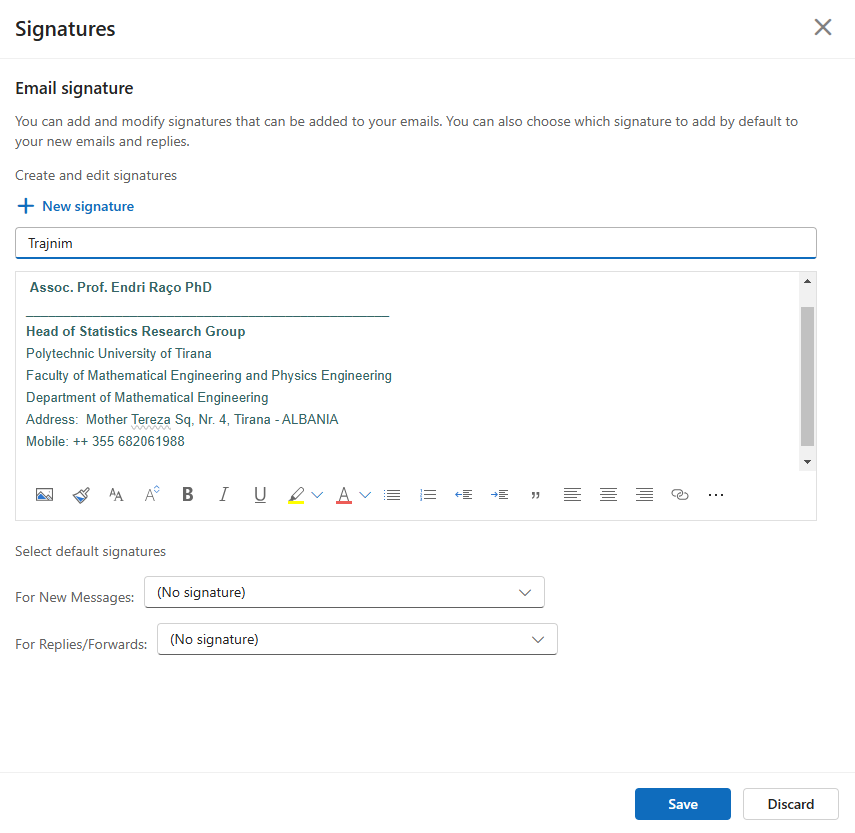 Signatures
Email signature
You can add and modify signatures that can be added to your emails. You can also choose which signature to add by default to
your new emails and replies.
Create and edit signatures
New signature
Trajnim
Assoc. Prof. Endri Raço PhD
_______________________________________________
Head of Statistics Research Group
Polytechnic University of Tirana
Faculty of Mathematical Engineering and Physics Engineering
Department of Mathematical Engineering
Address:  Mother Tereza Sq, Nr. 4, Tirana - ALBANIA
Mobile: ++ 355 682061988
Select default signatures
For New Messages: (No signature)
For Replies/Forwards: (No signature)
Save Discard